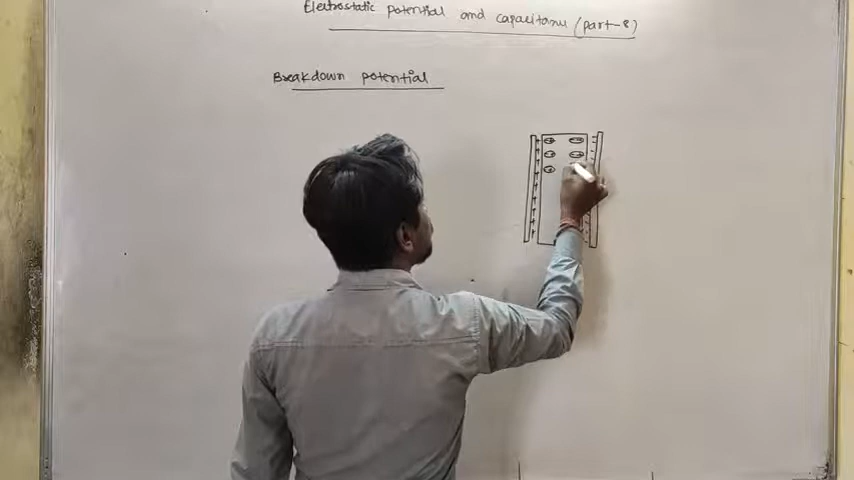 Electrostatic potential and capacitance (part-8)
Breakdown potential